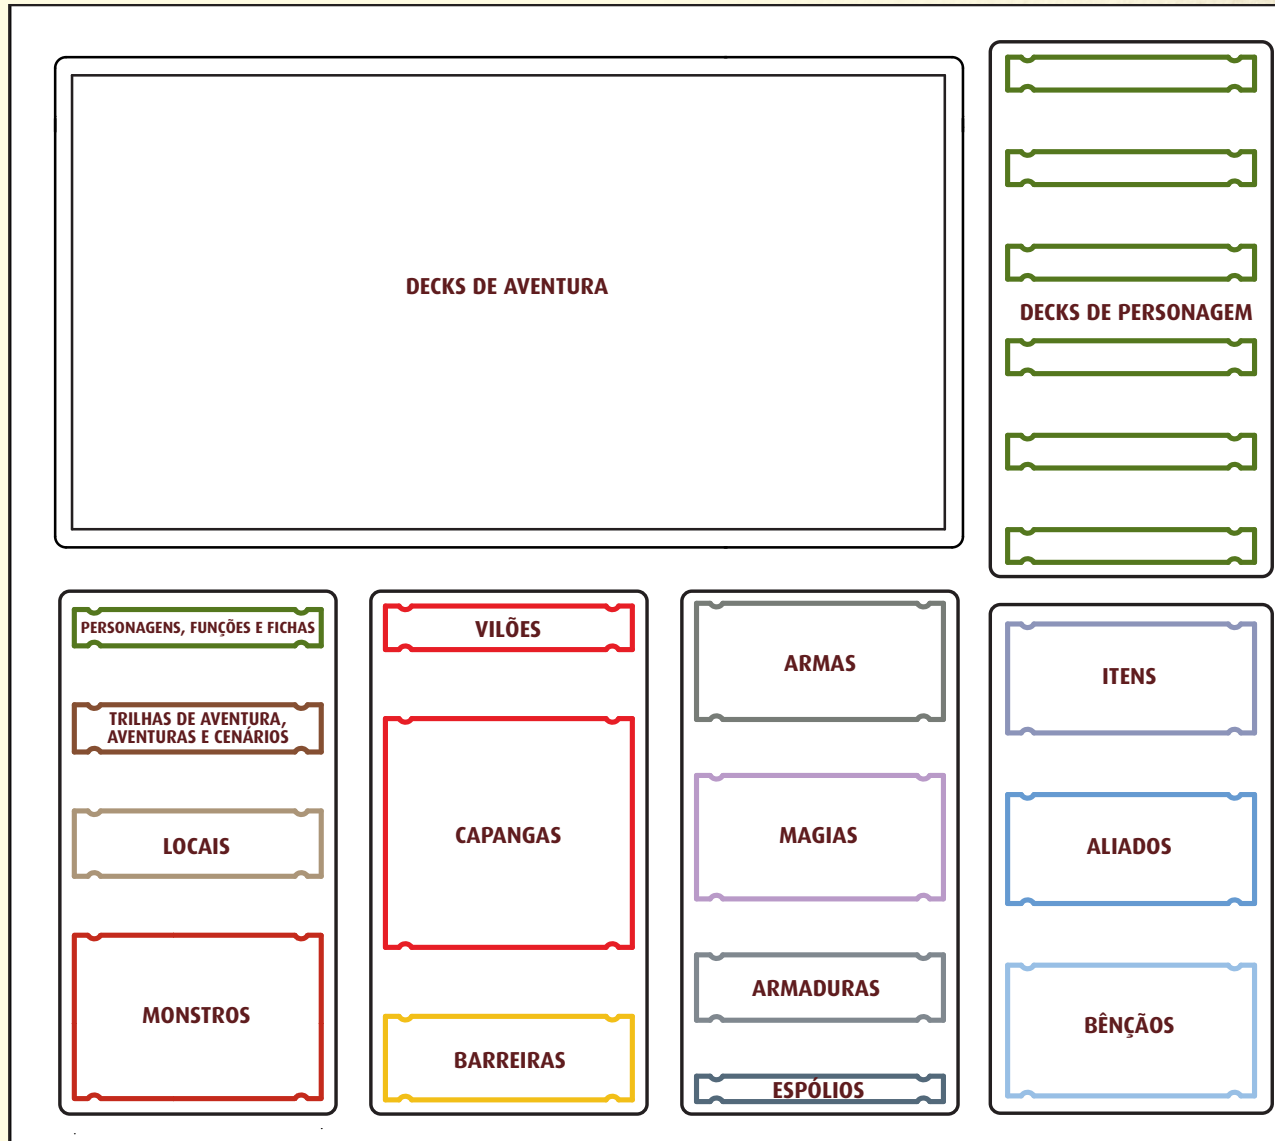 DECKS DE AVENTURA
DECKS DE PERSONAGEM
PERSONAGENS, FUNÇÕES E FICHAS
TRILHAS DE AVENTURA,
AVENTURAS E CENÁRIOS
LOCAIS
MONSTROS
VILÕES
CAPANGAS
BARREIRAS
ARMAS
MAGIAS
ARMADURAS
ESPÓLIOS
ITENS
ALIADOS
BÊNÇÃOS